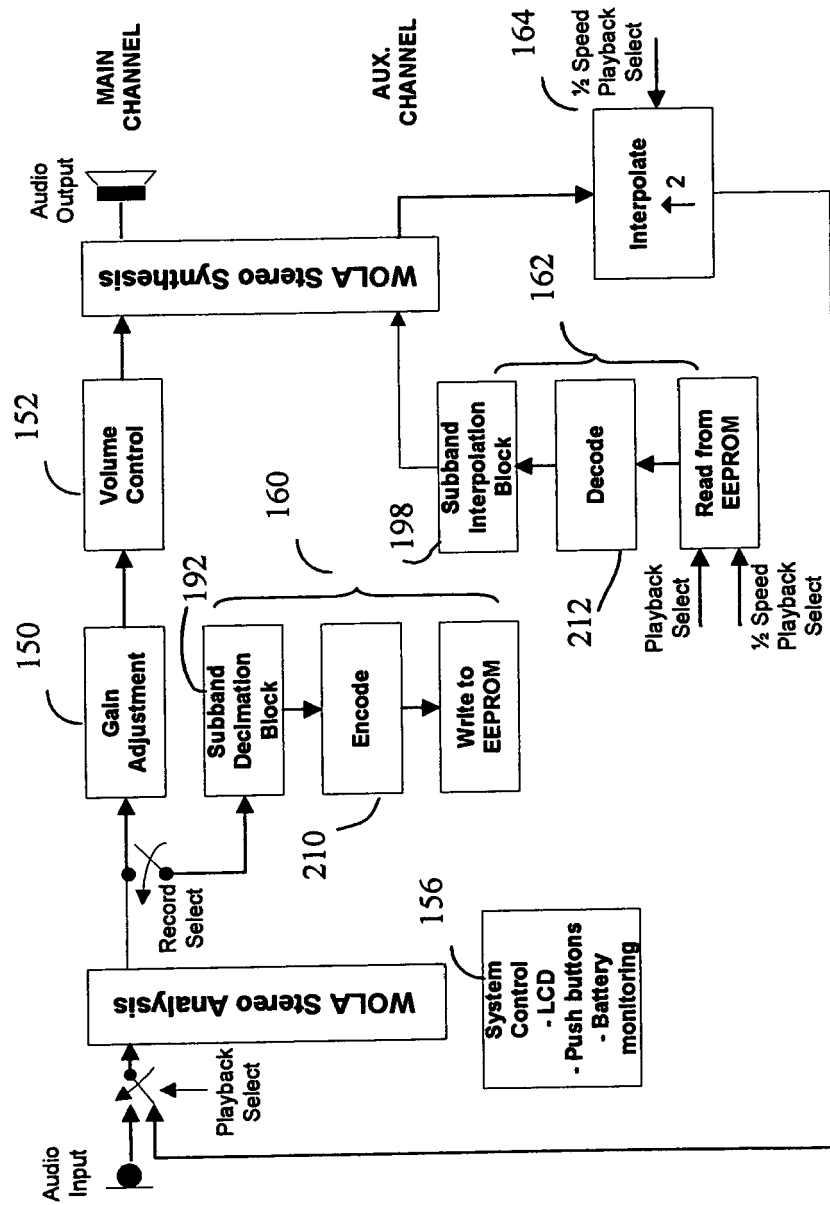 Audio
Input
Playback
Select
WOLA Stereo Analysis
Record
Select
150
Gain
Adjustment
152
Volume
Control
WOLA Stereo Synthesis
Audio
Output
MAIN
CHANNEL
192
Subband
Decimation
Block
160
Encode
210
Write to
EEPROM
198
Subband
Interpolation
Block
162
Decode
212
Read from
EEPROM
Playback
Select
½ Speed
Playback
Select
AUX.
CHANNEL
164
½ Speed
Playback
Select
Interpolate
2
156
System
Control
- LCD
- Push buttons
- Battery
monitoring